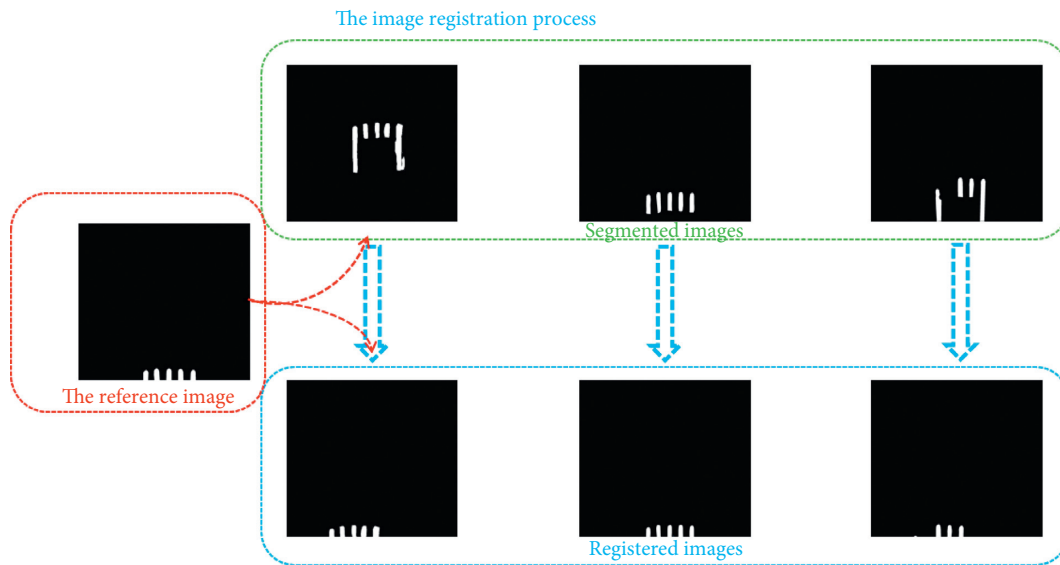 The image registration process
Segmented images
The reference image
Registered images